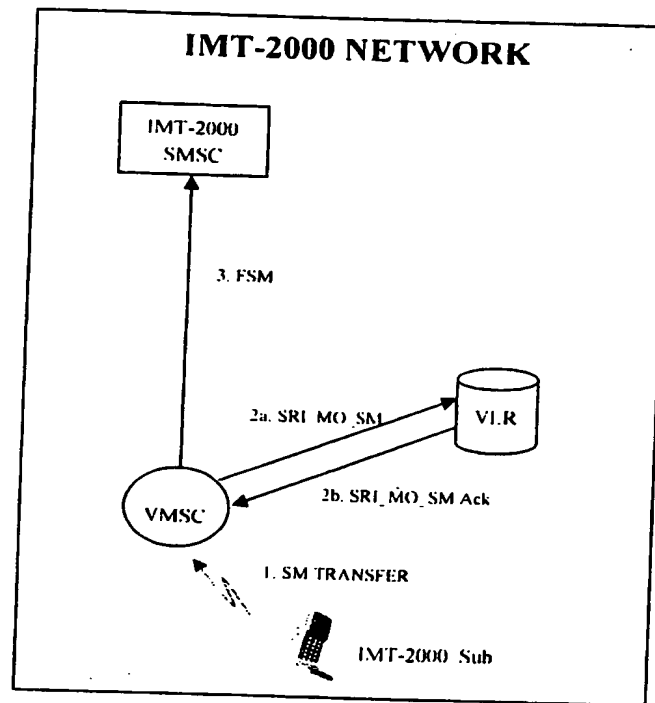 IMT-2000 NETWORK
IMT-2000
SMSC
3. FSM
2a. SRI_MO_SM
VLR
2b. SRI_MO_SM Ack
VMSC
1. SM TRANSFER
IMT-2000 Sub